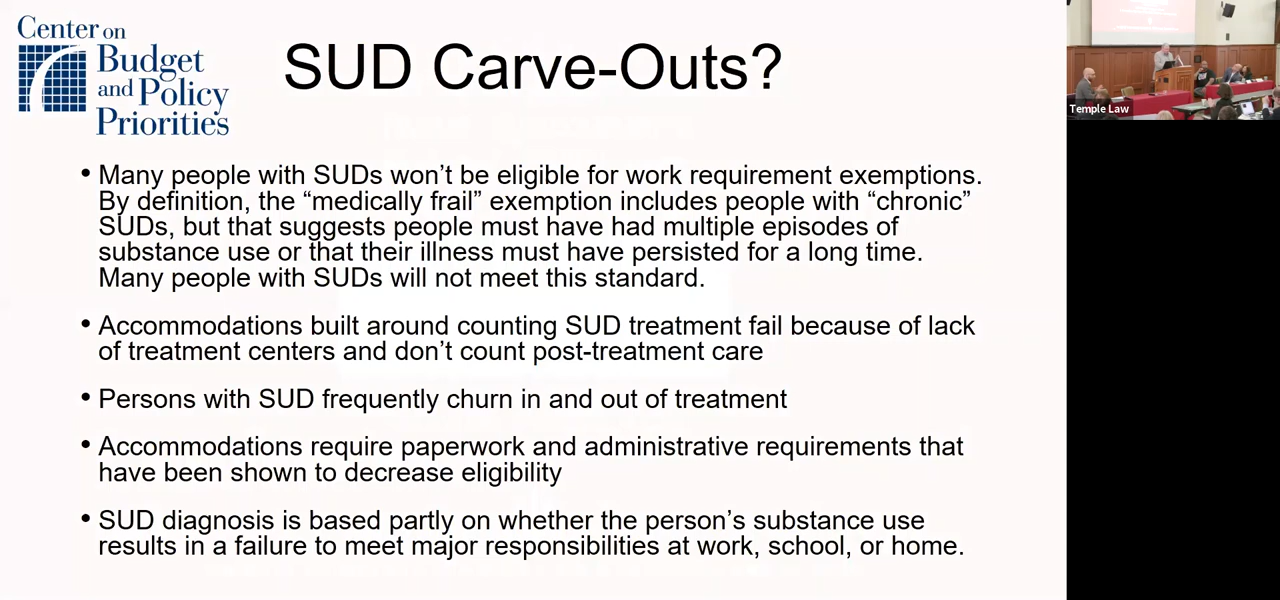 Center on
Budget
and Policy
Priorities
SUD Carve-Outs?
• Many people with SUDs won’t be eligible for work requirement exemptions.
By definition, the “medically frail” exemption includes people with “chronic”
SUDs, but that suggests people must have had multiple episodes of
substance use or that their illness must have persisted for a long time.
Many people with SUDs will not meet this standard.
• Accommodations built around counting SUD treatment fail because of lack
of treatment centers and don’t count post-treatment care
• Persons with SUD frequently churn in and out of treatment
• Accommodations require paperwork and administrative requirements that
have been shown to decrease eligibility
• SUD diagnosis is based partly on whether the person’s substance use
results in a failure to meet major responsibilities at work, school, or home.
Temple Law